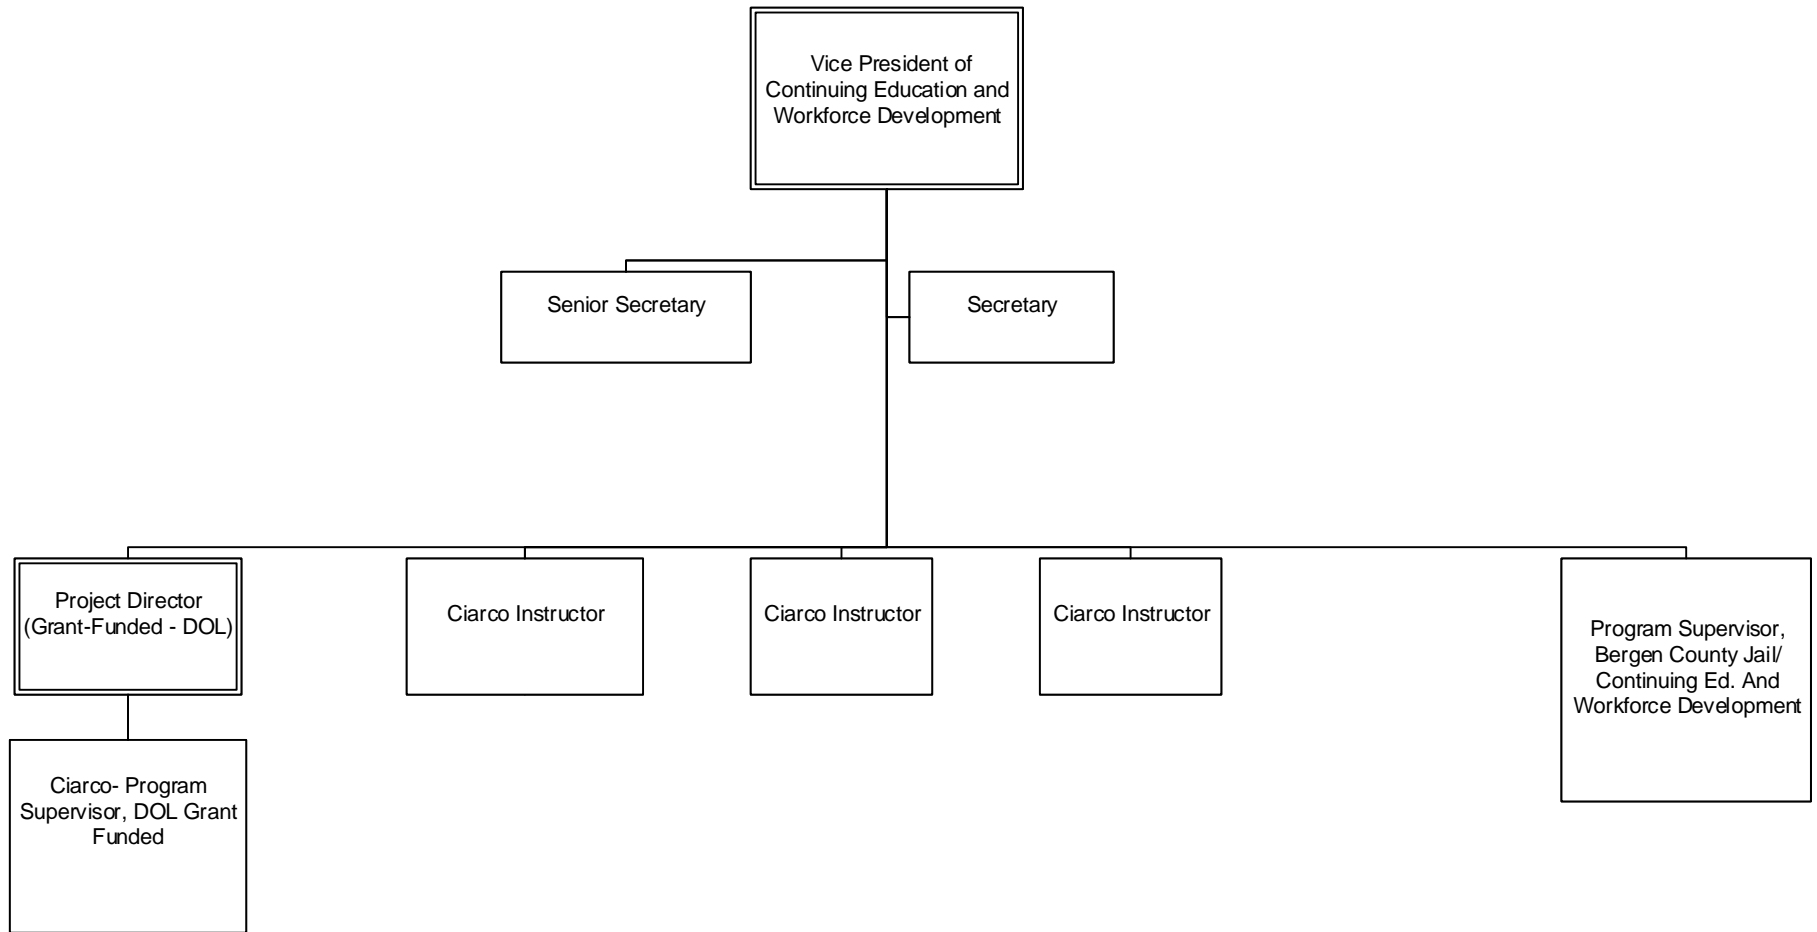 Vice President of
Continuing Education and
Workforce Development
Senior Secretary
Secretary
Project Director
(Grant-Funded - DOL)
Ciarco Instructor
Ciarco Instructor
Ciarco Instructor
Program Supervisor,
Bergen County Jail/
Continuing Ed. And
Workforce Development
Ciarco- Program
Supervisor, DOL Grant
Funded